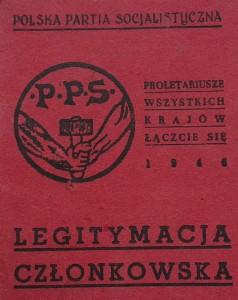 POLSKA PARTIA SOCJALISTYCZNA
·P·P·S·
PROLETARIUSZE
WSZYSTKICH
KRAJÓW
ŁĄCZCIE SIĘ
1946
LEGITYMACJA
CZŁONKOWSKA